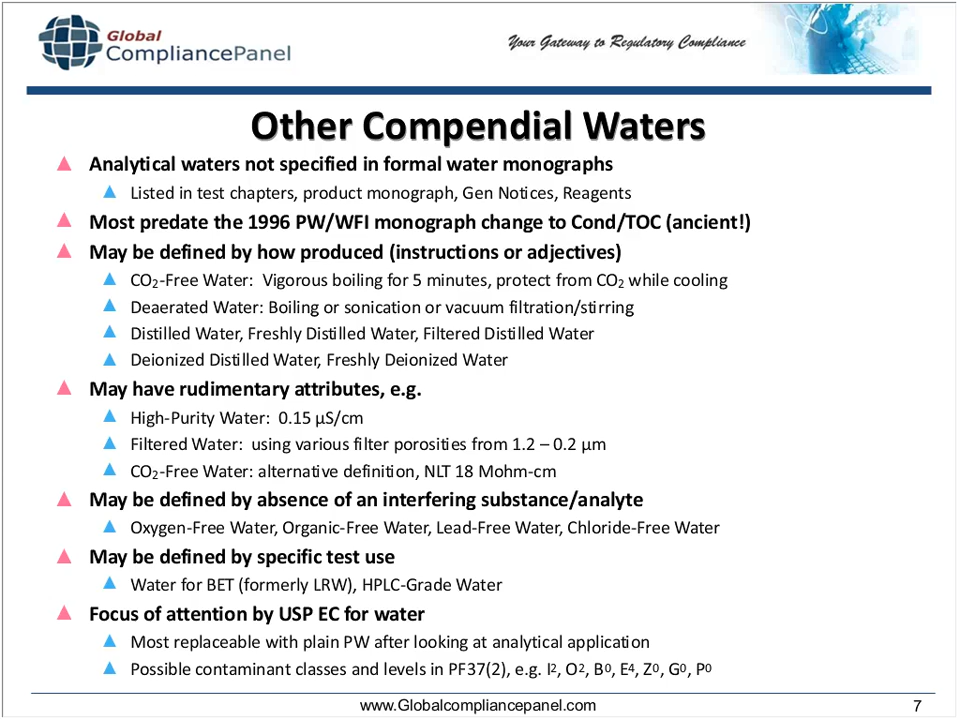 Global
CompliancePanel
Your Gateway to Regulatory Compliance
Other Compendial Waters
Analytical waters not specified in formal water monographs
Listed in test chapters, product monograph, Gen Notices, Reagents
Most predate the 1996 PW/WFI monograph change to Cond/TOC (ancient!)
May be defined by how produced (instructions or adjectives)
CO₂-Free Water: Vigorous boiling for 5 minutes, protect from CO₂ while cooling
Deaerated Water: Boiling or sonication or vacuum filtration/stirring
Distilled Water, Freshly Distilled Water, Filtered Distilled Water
Deionized Distilled Water, Freshly Deionized Water
May have rudimentary attributes, e.g.
High-Purity Water: 0.15 µS/cm
Filtered Water: using various filter porosities from 1.2 – 0.2 µm
CO₂-Free Water: alternative definition, NLT 18 Mohm-cm
May be defined by absence of an interfering substance/analyte
Oxygen-Free Water, Organic-Free Water, Lead-Free Water, Chloride-Free Water
May be defined by specific test use
Water for BET (formerly LRW), HPLC-Grade Water
Focus of attention by USP EC for water
Most replaceable with plain PW after looking at analytical application
Possible contaminant classes and levels in PF37(2), e.g. I2, O2, B0, E4, Z0, G0, P0
www.Globalcompliancepanel.com
7